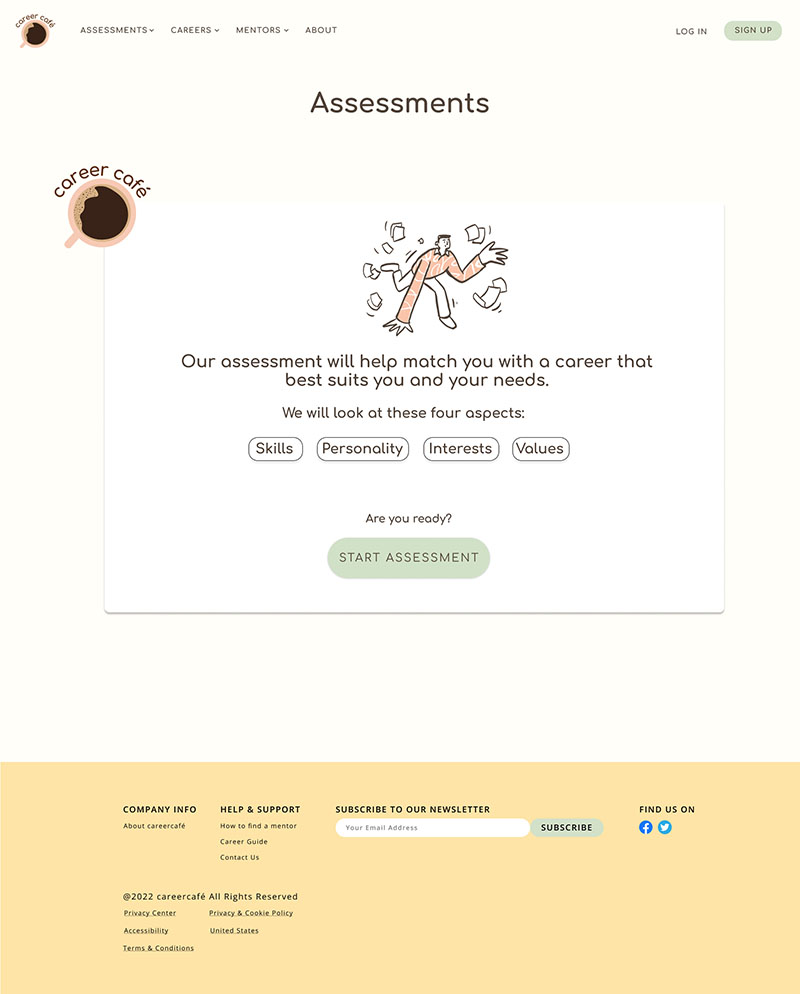 career café
ASSESSMENTS
CAREERS
MENTORS
ABOUT
LOG IN
SIGN UP
Assessments
career café
Our assessment will help match you with a career that
best suits you and your needs.
We will look at these four aspects:
Skills
Personality
Interests
Values
Are you ready?
START ASSESSMENT
COMPANY INFO
About careercafé
HELP & SUPPORT
How to find a mentor
Career Guide
Contact Us
SUBSCRIBE TO OUR NEWSLETTER
Your Email Address
SUBSCRIBE
FIND US ON
@2022 careercafé All Rights Reserved
Privacy Center
Privacy & Cookie Policy
Accessibility
United States
Terms & Conditions